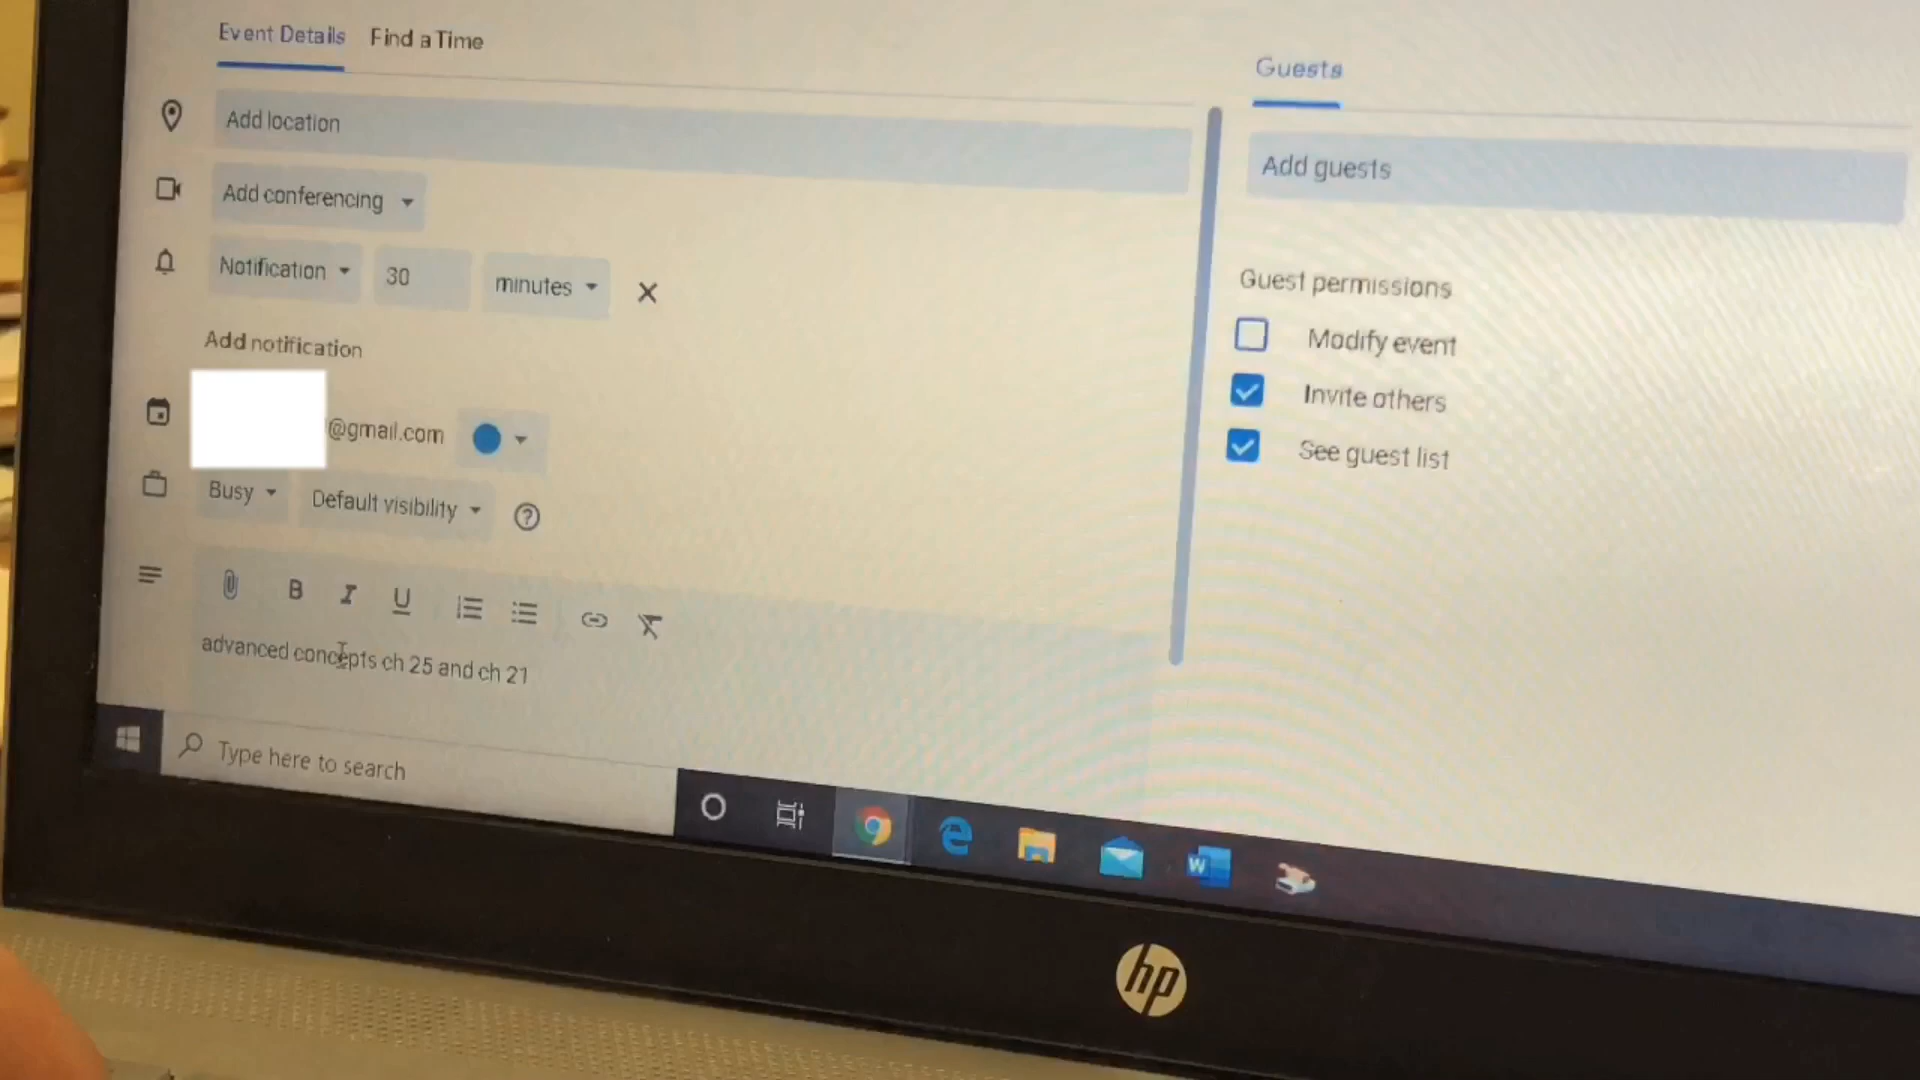 Event Details Find a Time
Guests
Add location
Add guests
Add conferencing
Notification 30 minutes
Guest permissions
Modify event
Add notification
Invite others
@gmail.com
See guest list
Busy Default visibility
B I U
advanced concepts ch 25 and ch 21
Type here to search
W
hp